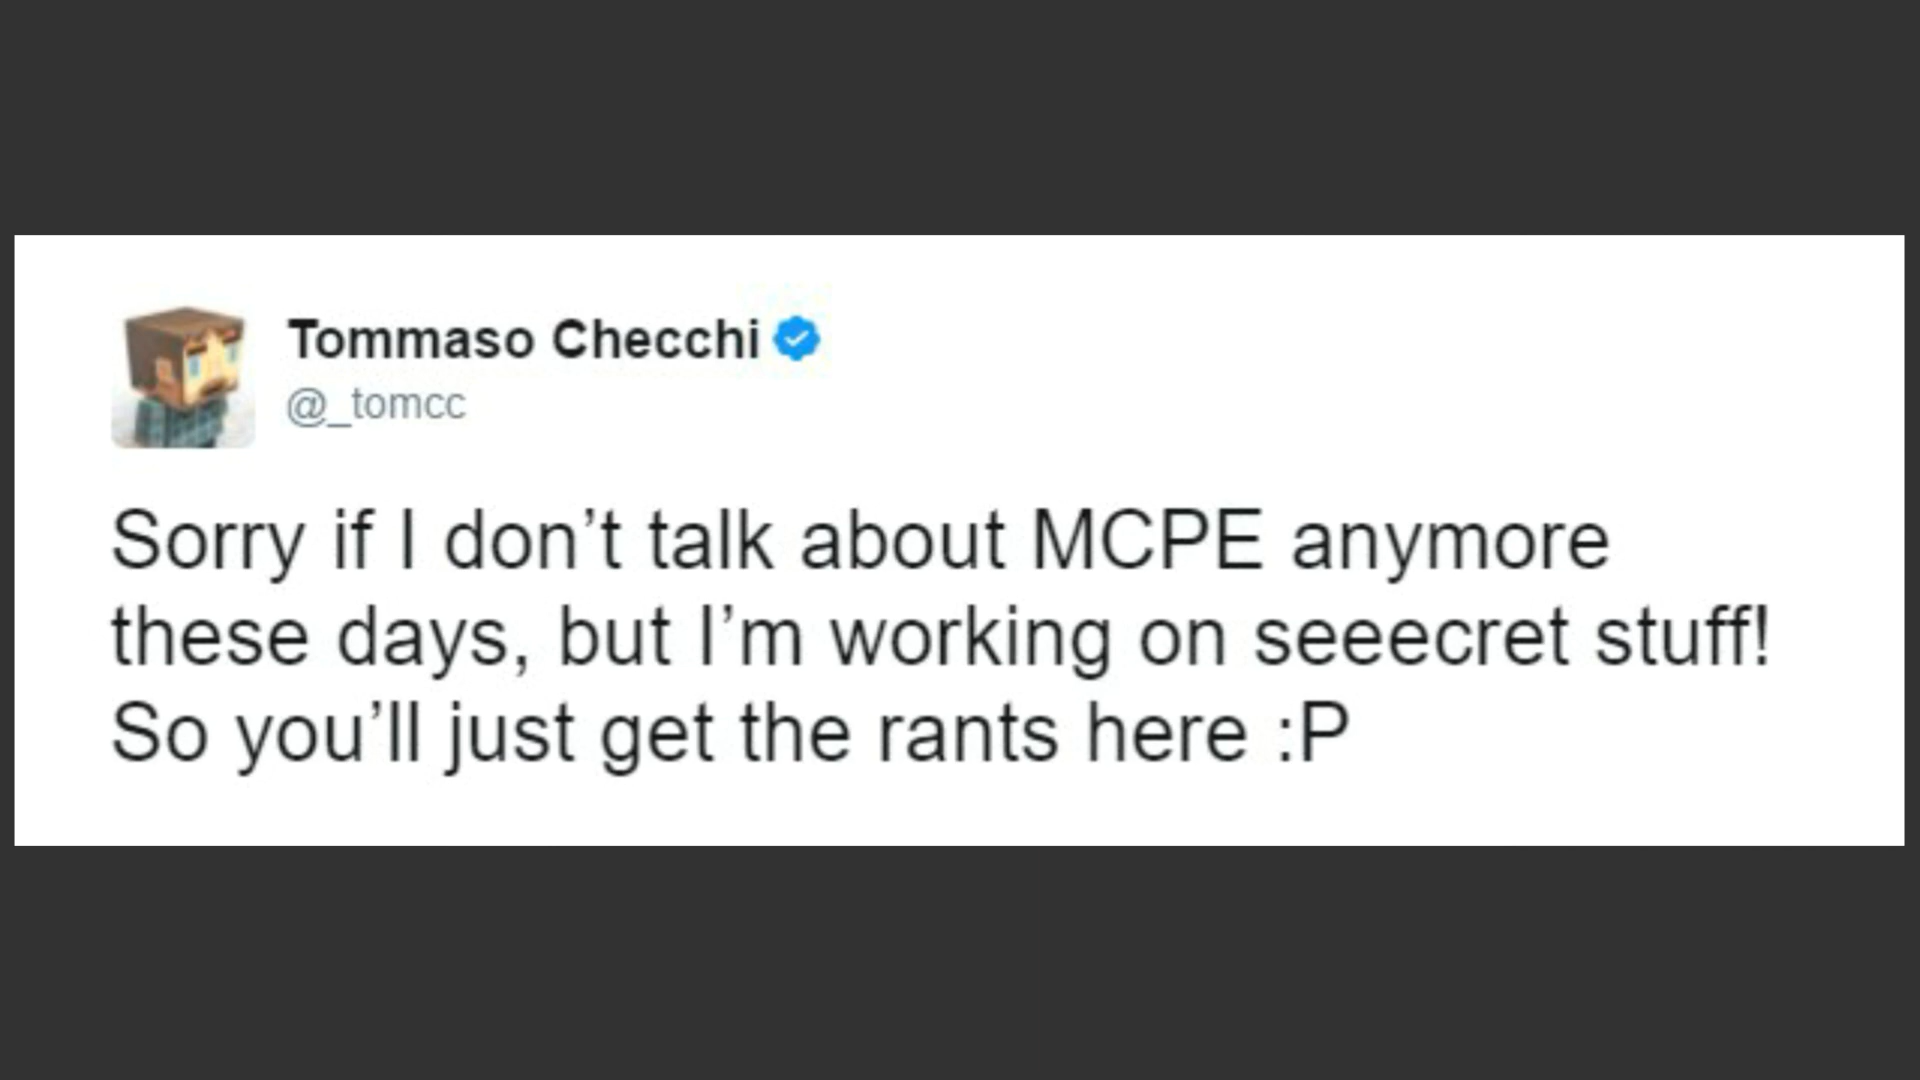 Tommaso Checchi
@_tomcc
Sorry if I don’t talk about MCPE anymore
these days, but I’m working on seeecret stuff!
So you’ll just get the rants here :P